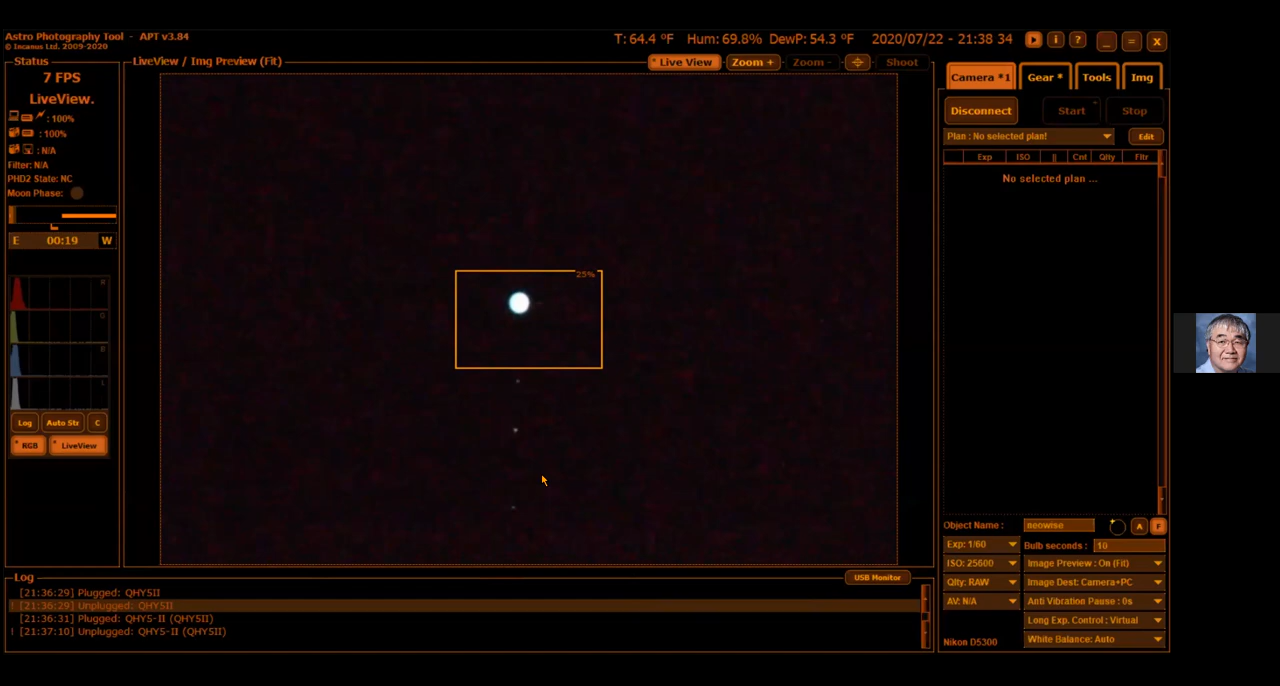 Astro Photography Tool - APT v3.84
© Incanus Ltd, 2009-2020
T: 64.4 °F Hum: 69.8% DewP: 54.3 °F 2020/07/22 - 21:38 34
i ? _ = X
Status
7 FPS
LiveView.
: 100%
: 100%
: N/A
Filter: N/A
PHD2 State: NC
Moon Phase:
E 00:19 W
R
G
B
L
Log Auto Str C
RGB LiveView
LiveView / Img Preview (Fit)
Live View Zoom + Zoom - Shoot
25%
Camera *1 Gear * Tools Img
Disconnect Start Stop
Plan : No selected plan! Edit
Exp ISO || Cnt Qlty Fltr
No selected plan ...
Object Name : neowise A F
Exp: 1/60 Bulb seconds : 10
ISO: 25600 Image Preview : On (Fit)
Qlty: RAW Image Dest: Camera+PC
AV: N/A Anti Vibration Pause : 0s
Long Exp. Control : Virtual
Nikon D5300 White Balance: Auto
Log USB Monitor
[21:36:29] Plugged: QHY5II
! [21:36:29] Unplugged: QHY5II
[21:36:31] Plugged: QHY5-II (QHY5II)
! [21:37:10] Unplugged: QHY5-II (QHY5II)